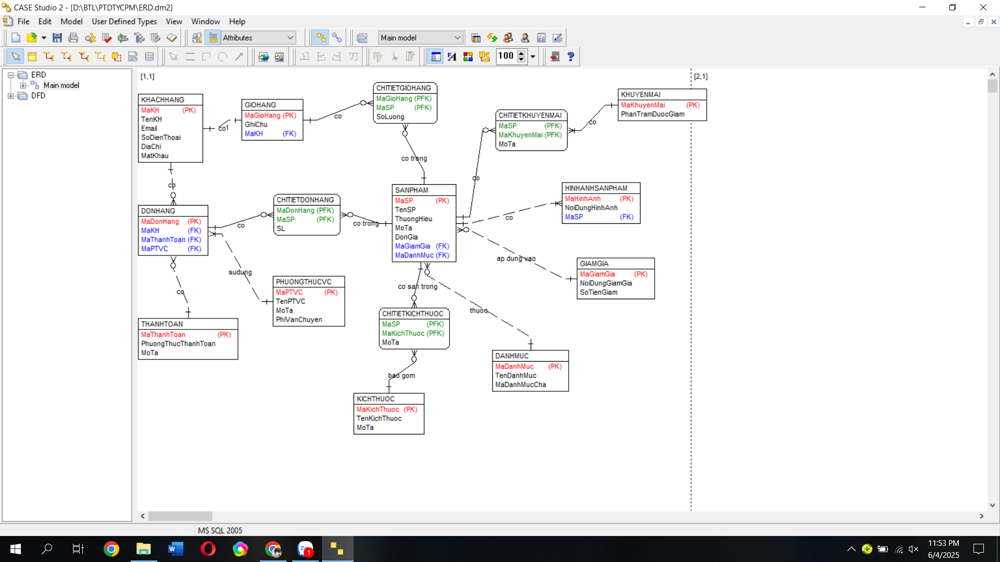 CASE Studio 2 - [D:\BTL\PTDTYCPM\ERD.dm2]
File Edit Model User Defined Types View Window Help
Attributes
Main model
100
ERD
Main model
DFD
[1,1]
[2,1]
KHACHHANG
MaKH (PK)
TenKH
Email
SoDienThoai
DiaChi
MatKhau
co1
GIOHANG
MaGioHang (PK)
GhiChu
MaKH (FK)
co
CHITIETGIOHANG
MaGioHang (PFK)
MaSP (PFK)
SoLuong
co trong
CHITIETKHUYENMAI
MaSP (PFK)
MaKhuyenMai (PFK)
MoTa
co
KHUYENMAI
MaKhuyenMai (PK)
PhanTramDuocGiam
co
co
DONHANG
MaDonHang (PK)
MaKH (FK)
MaThanhToan (FK)
MaPTVC (FK)
co
CHITIETDONHANG
MaDonHang (PFK)
MaSP (PFK)
SL
co trong
SANPHAM
MaSP (PK)
TenSP
ThuongHieu
MoTa
DonGia
MaGiamGia (FK)
MaDanhMuc (FK)
co
HINHANHSANPHAM
MaHinhAnh (PK)
NoiDungHinhAnh
MaSP (FK)
ap dung vao
GIAMGIA
MaGiamGia (PK)
NoiDungGiamGia
SoTienGiam
sudung
co
PHUONGTHUCVC
MaPTVC (PK)
TenPTVC
MoTa
PhiVanChuyen
co san trong
thuoc
THANHTOAN
MaThanhToan (PK)
PhuongThucThanhToan
MoTa
CHITIETKICHTHUOC
MaSP (PFK)
MaKichThuoc (PFK)
MoTa
bao gom
DANHMUC
MaDanhMuc (PK)
TenDanhMuc
MaDanhMucCha
KICHTHUOC
MaKichThuoc (PK)
TenKichThuoc
MoTa
MS SQL 2005
1
11:53 PM
6/4/2025